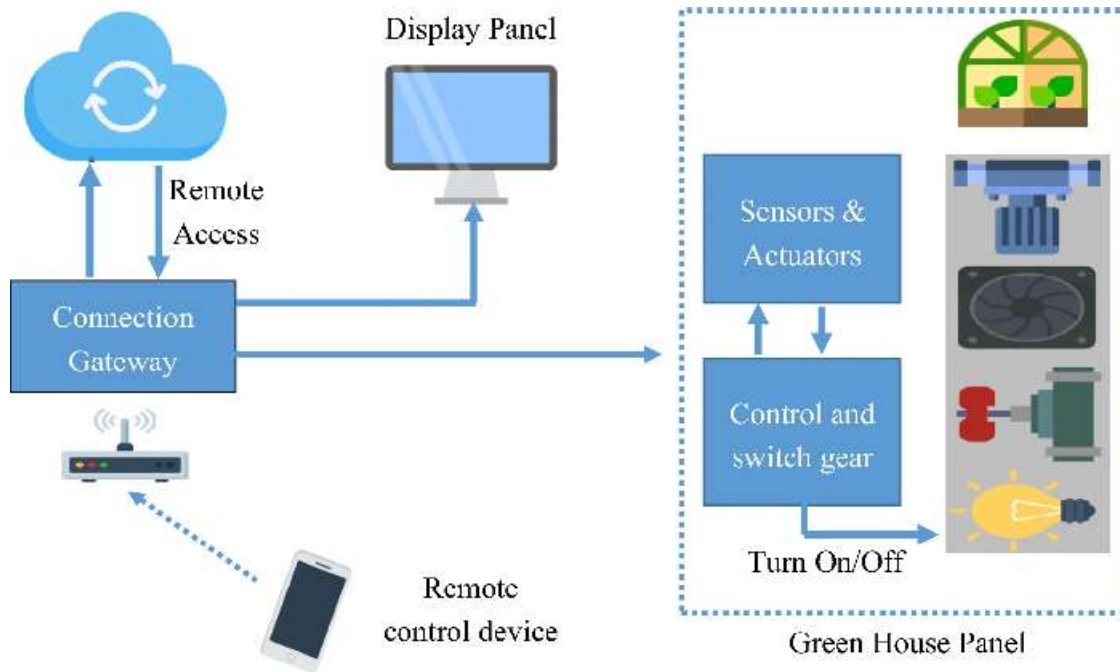 Display Panel
Remote
Access
Connection
Gateway
Sensors &
Actuators
Control and
switch gear
Turn On/Off
Remote
control device
Green House Panel